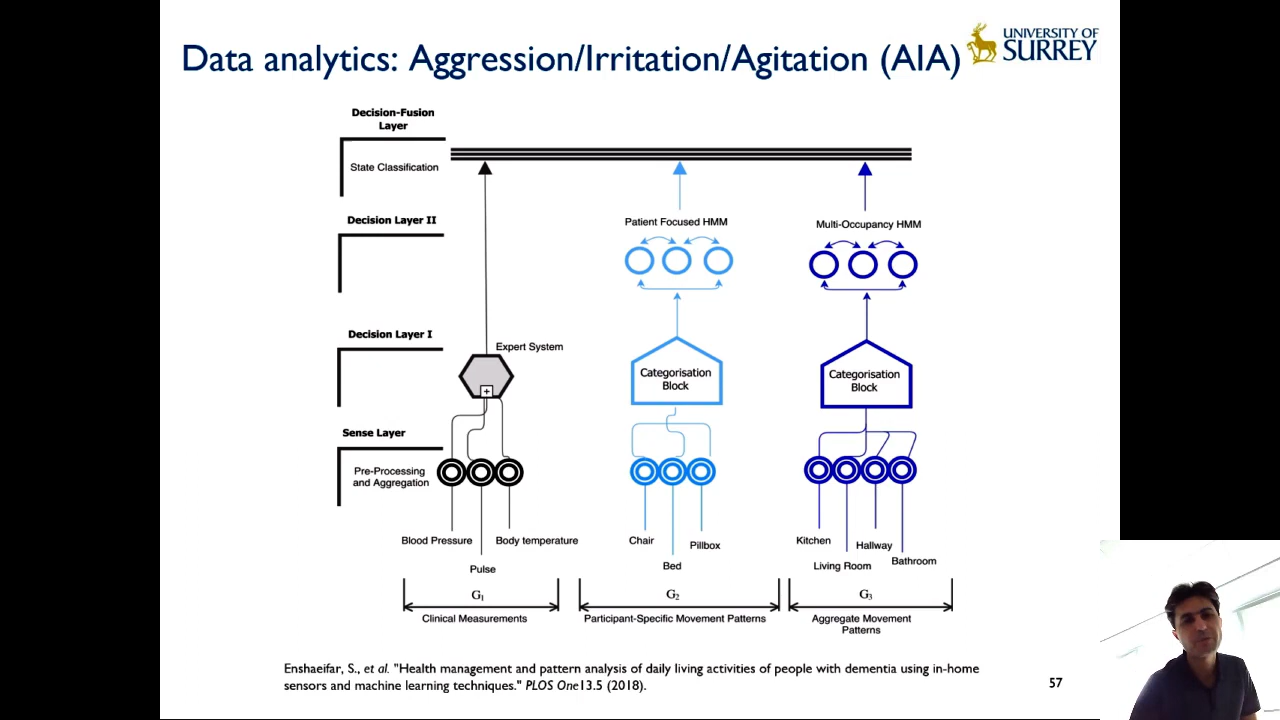 Data analytics: Aggression/Irritation/Agitation (AIA)
UNIVERSITY OF
SURREY
Decision-Fusion
Layer
State Classification
Decision Layer II
Patient Focused HMM
Multi-Occupancy HMM
Decision Layer I
Expert System
Categorisation
Block
Categorisation
Block
+
Sense Layer
Pre-Processing
and Aggregation
Blood Pressure
Body temperature
Pulse
Chair
Pillbox
Bed
Kitchen
Hallway
Living Room
Bathroom
G1
G2
G3
Clinical Measurements
Participant-Specific Movement Patterns
Aggregate Movement
Patterns
Enshaeifar, S., et al. "Health management and pattern analysis of daily living activities of people with dementia using in-home
sensors and machine learning techniques." PLOS One13.5 (2018).
57